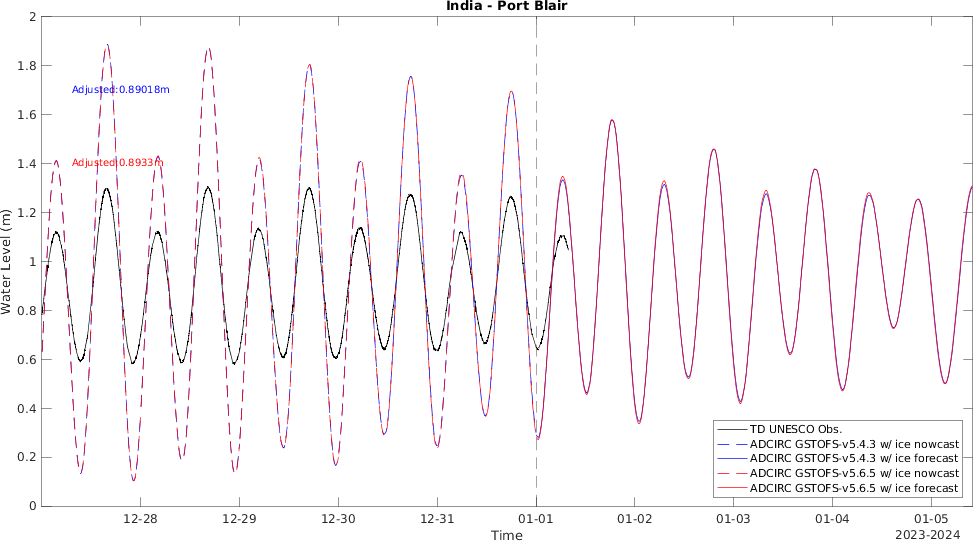 India - Port Blair
2
1.8
1.6
1.4
1.2
1
0.8
0.6
0.4
0.2
0
Water Level (m)
Adjusted:0.89018m
Adjusted:0.8933m
TD UNESCO Obs.
ADCIRC GSTOFS-v5.4.3 w/ ice nowcast
ADCIRC GSTOFS-v5.4.3 w/ ice forecast
ADCIRC GSTOFS-v5.6.5 w/ ice nowcast
ADCIRC GSTOFS-v5.6.5 w/ ice forecast
12-28 12-29 12-30 12-31 01-01 01-02 01-03 01-04 01-05
Time
2023-2024